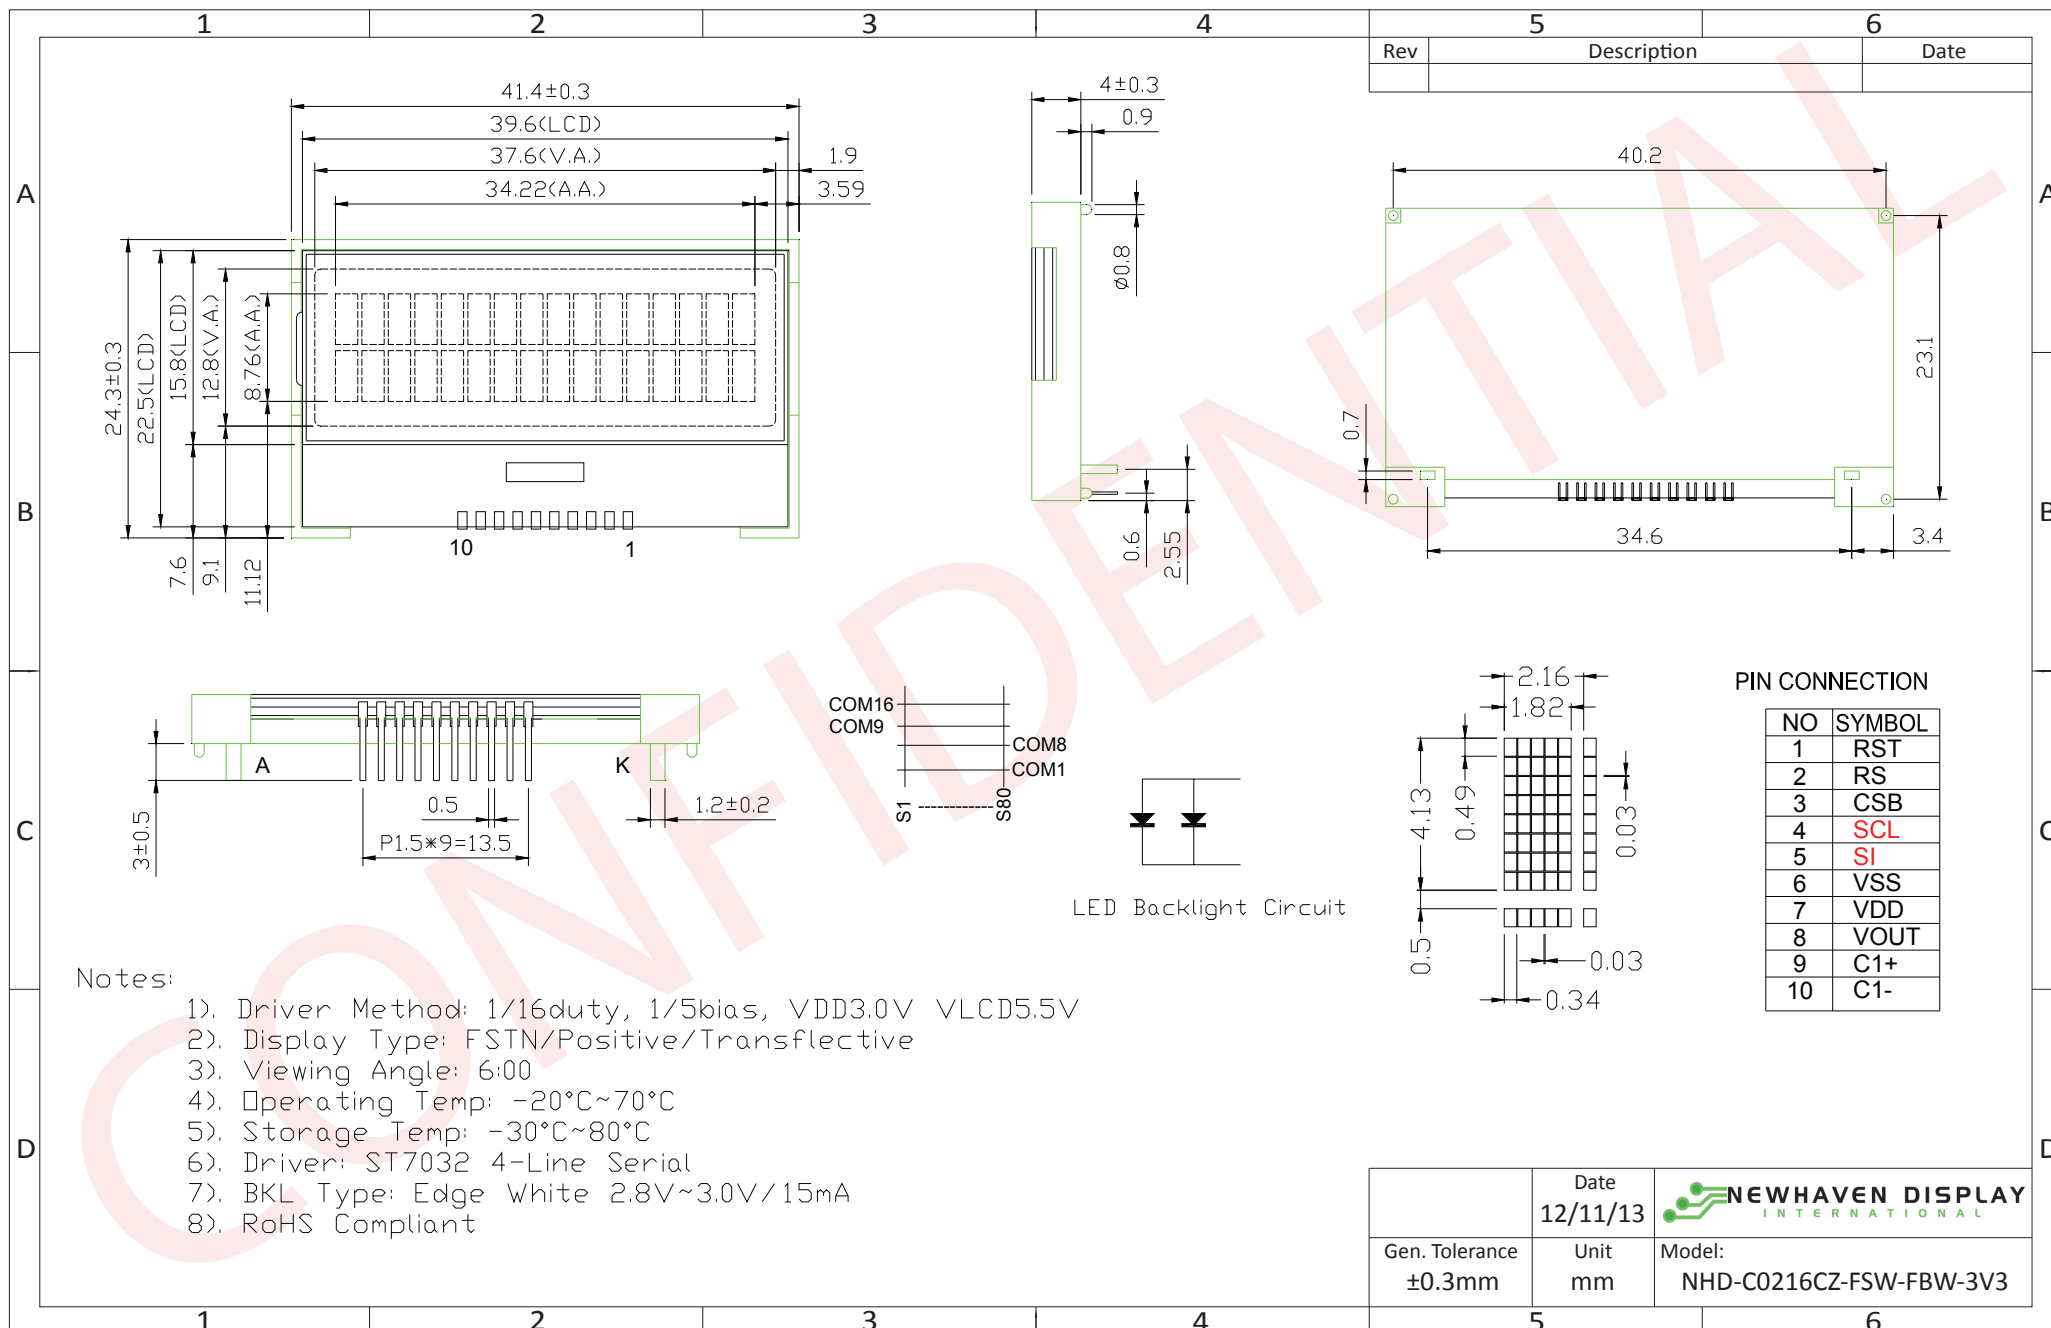 1 2 3 4 5 6
Rev Description Date
A A
B B
C C
D D
41.4±0.3
39.6(LCD)
37.6(V.A.) 1.9
34.22(A.A.) 3.59
24.3±0.3
22.5(LCD)
15.8(LCD)
12.8(V.A.)
8.76(A.A.)
7.6
9.1
11.12
10 1
4±0.3
0.9
ø0.8
0.6
2.55
40.2
23.1
0.7
34.6 3.4
A K
0.5 1.2±0.2
P1.5*9=13.5
3±0.5
COM16
COM9
COM8
COM1
S1 S80
LED Backlight Circuit
2.16
1.82
4.13
0.49
0.03
0.5
0.03
0.34
PIN CONNECTION
NO SYMBOL
1 RST
2 RS
3 CSB
4 SCL
5 SI
6 VSS
7 VDD
8 VOUT
9 C1+
10 C1-
Notes:
1). Driver Method: 1/16duty, 1/5bias, VDD3.0V VLCD5.5V
2). Display Type: FSTN/Positive/Transflective
3). Viewing Angle: 6:00
4). Operating Temp: -20°C~70°C
5). Storage Temp: -30°C~80°C
6). Driver: ST7032 4-Line Serial
7). BKL Type: Edge White 2.8V~3.0V/15mA
8). RoHS Compliant
CONFIDENTIAL
Date
12/11/13
NEWHAVEN DISPLAY
INTERNATIONAL
Gen. Tolerance
±0.3mm
Unit
mm
Model:
NHD-C0216CZ-FSW-FBW-3V3
1 2 3 4 5 6